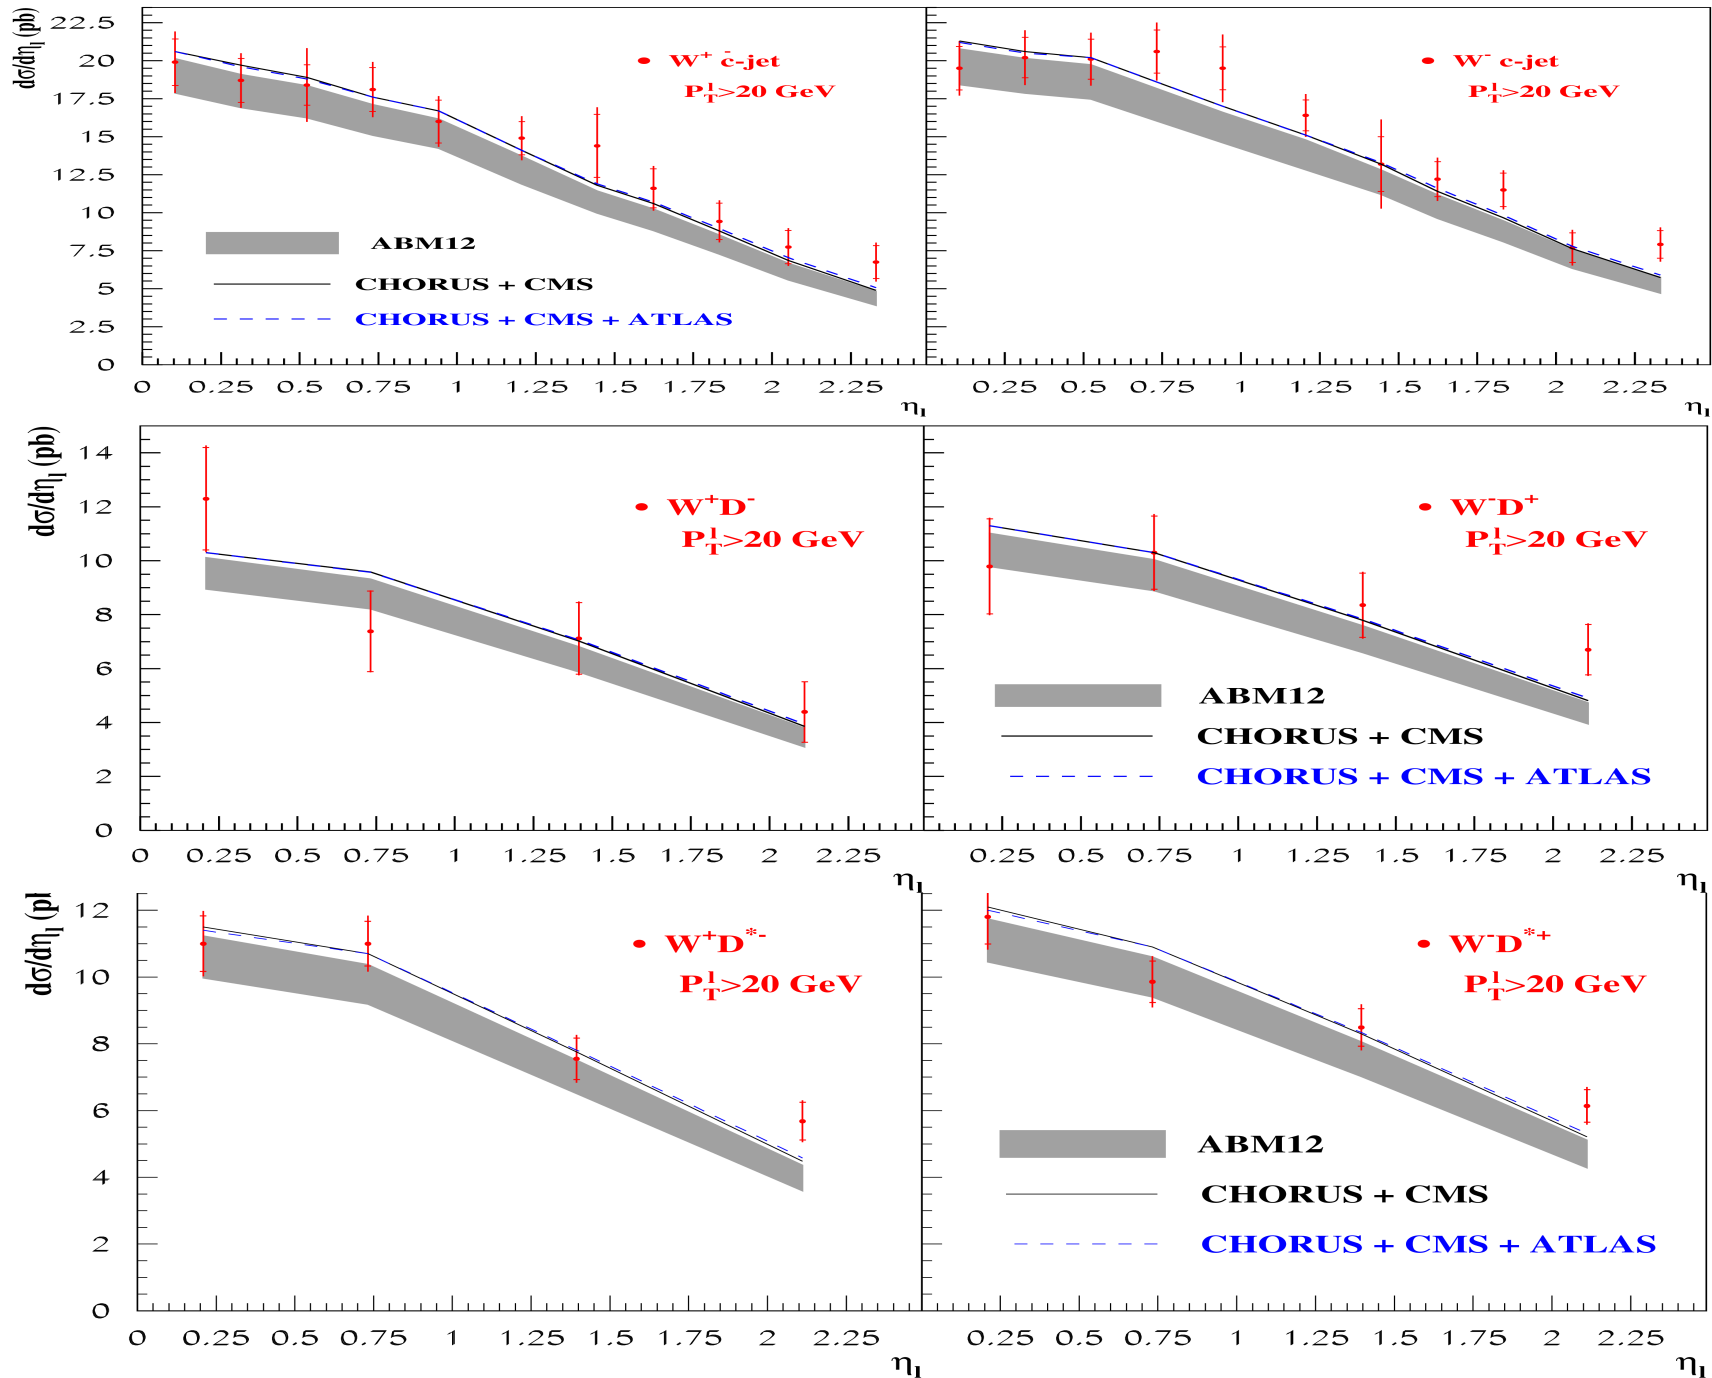 dσ/dη_l (pb)
22.5
20
17.5
15
12.5
10
7.5
5
2.5
0
W⁺ c̄-jet
P_T^l>20 GeV
ABM12
CHORUS + CMS
CHORUS + CMS + ATLAS
0 0.25 0.5 0.75 1 1.25 1.5 1.75 2 2.25
η_l
W⁻ c-jet
P_T^l>20 GeV
0.25 0.5 0.75 1 1.25 1.5 1.75 2 2.25
η_l
dσ/dη_l (pb)
14
12
10
8
6
4
2
0
W⁺D⁻
P_T^l>20 GeV
0 0.25 0.5 0.75 1 1.25 1.5 1.75 2 2.25
η_l
W⁻D⁺
P_T^l>20 GeV
ABM12
CHORUS + CMS
CHORUS + CMS + ATLAS
0.25 0.5 0.75 1 1.25 1.5 1.75 2 2.25
η_l
dσ/dη_l (pb
12
10
8
6
4
2
0
W⁺D*⁻
P_T^l>20 GeV
0 0.25 0.5 0.75 1 1.25 1.5 1.75 2 2.25
η_l
W⁻D*⁺
P_T^l>20 GeV
ABM12
CHORUS + CMS
CHORUS + CMS + ATLAS
0.25 0.5 0.75 1 1.25 1.5 1.75 2 2.25
η_l